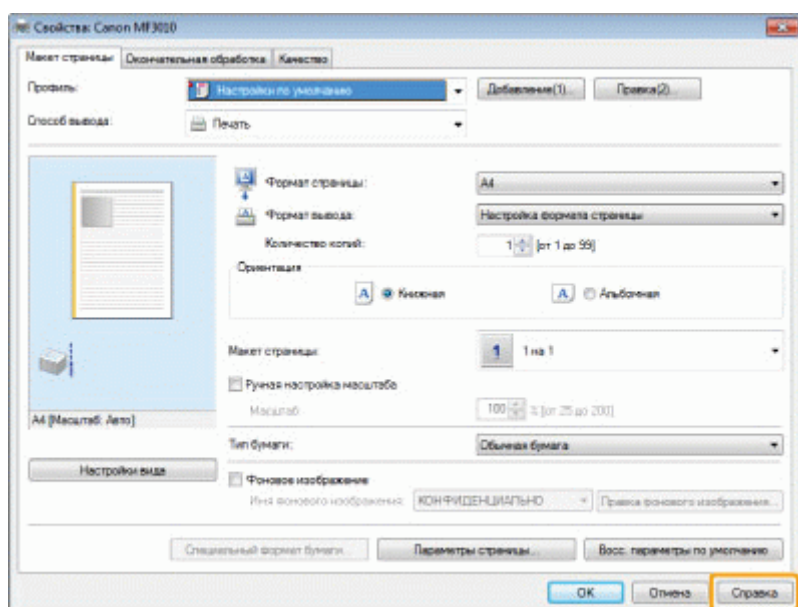 Свойства: Canon MF3010
Макет страницы Окончательная обработка Качество
Профиль: Настройки по умолчанию Добавление(1)... Правка(2)...
Способ вывода: Печать
Формат страницы: A4
Формат вывода: Настройка формата страницы
Количество копий: 1 [от 1 до 99]
Ориентация
A Книжная A Альбомная
Макет страницы: 1 1 на 1
Ручная настройка масштаба
Масштаб: 100 % [от 25 до 200]
A4 [Масштаб: Авто]
Тип бумаги: Обычная бумага
Настройки вида
Фоновое изображение
Имя фонового изображения: КОНФИДЕНЦИАЛЬНО Правка фонового изображения...
Специальный формат бумаги... Параметры страницы... Восс. параметры по умолчанию
OK Отмена Справка